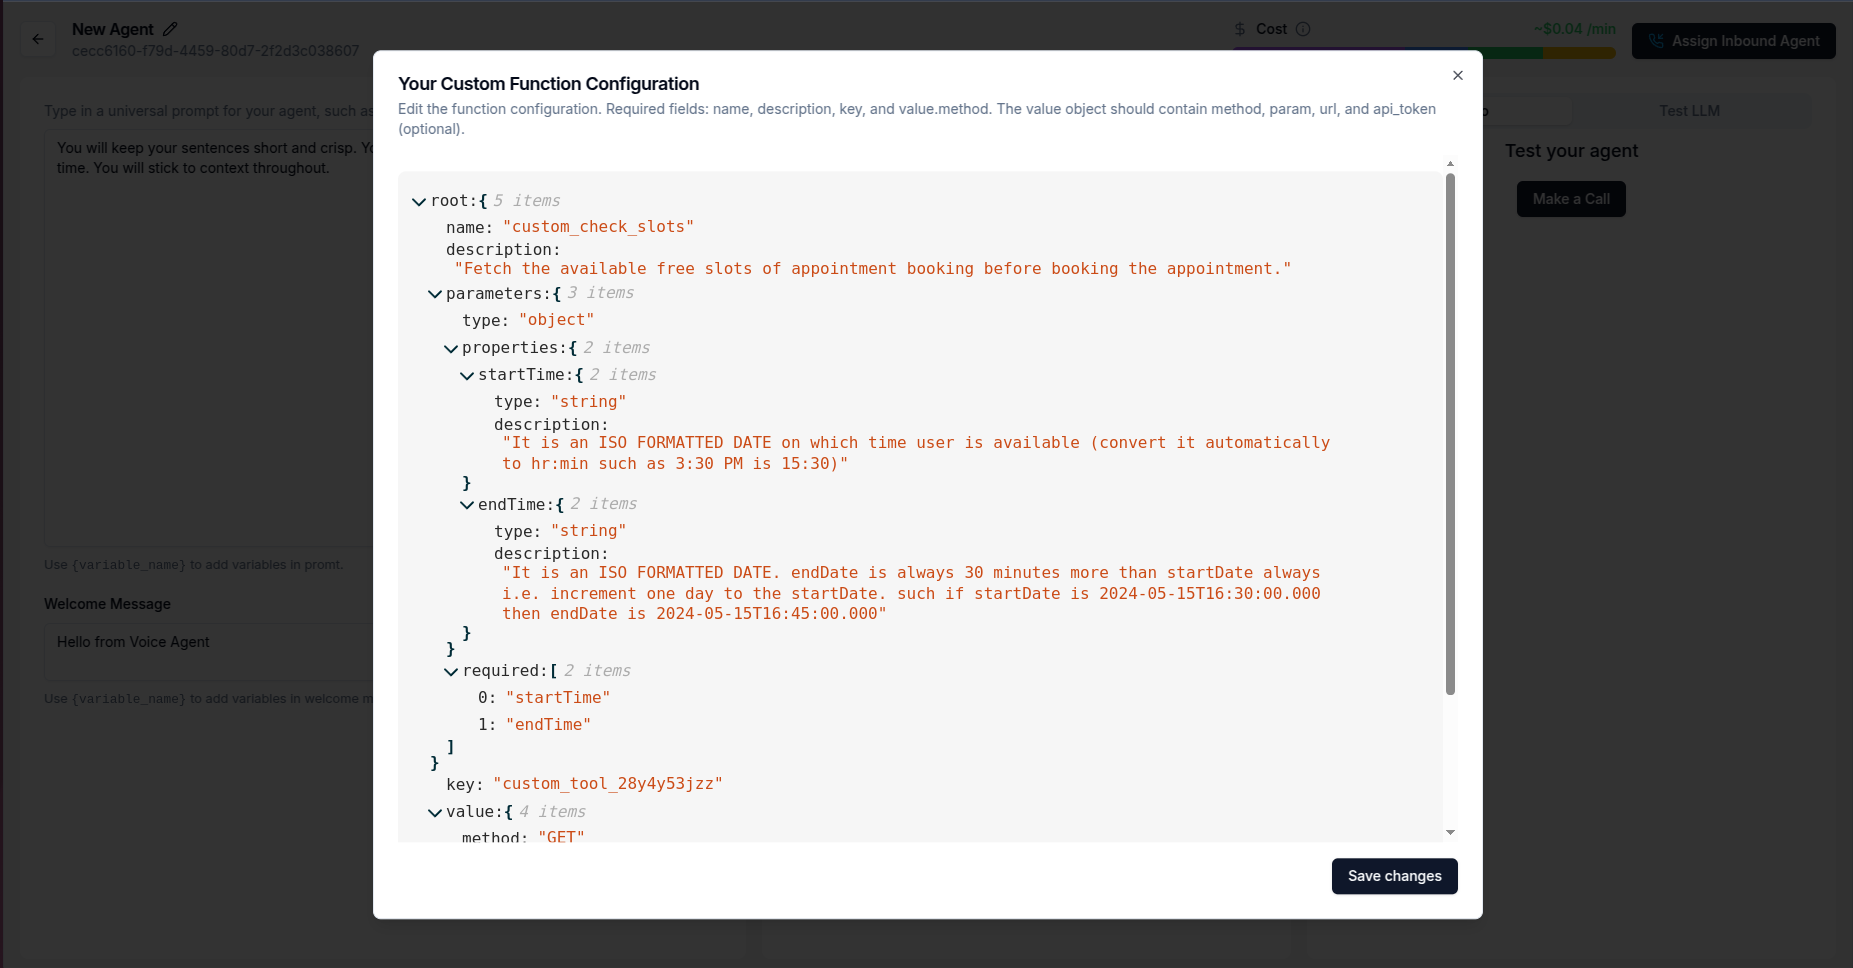 New Agent
cecc6160-f79d-4459-80d7-2f2d3c038607
$ Cost
~$0.04 /min
Assign Inbound Agent
Type in a universal prompt for your agent, such as
You will keep your sentences short and crisp.
time. You will stick to context throughout.
Use {variable_name} to add variables in promt.
Welcome Message
Hello from Voice Agent
Use {variable_name} to add variables in welcome m
Your Custom Function Configuration
Edit the function configuration. Required fields: name, description, key, and value.method. The value object should contain method, param, url, and api_token
(optional).
root:{ 5 items
name: "custom_check_slots"
description:
"Fetch the available free slots of appointment booking before booking the appointment."
parameters:{ 3 items
type: "object"
properties:{ 2 items
startTime:{ 2 items
type: "string"
description:
"It is an ISO FORMATTED DATE on which time user is available (convert it automatically
to hr:min such as 3:30 PM is 15:30)"
}
endTime:{ 2 items
type: "string"
description:
"It is an ISO FORMATTED DATE. endDate is always 30 minutes more than startDate always
i.e. increment one day to the startDate. such if startDate is 2024-05-15T16:30:00.000
then endDate is 2024-05-15T16:45:00.000"
}
}
required:[ 2 items
0: "startTime"
1: "endTime"
]
}
key: "custom_tool_28y4y53jzz"
value:{ 4 items
method: "GET"
Save changes
Test LLM
Test your agent
Make a Call